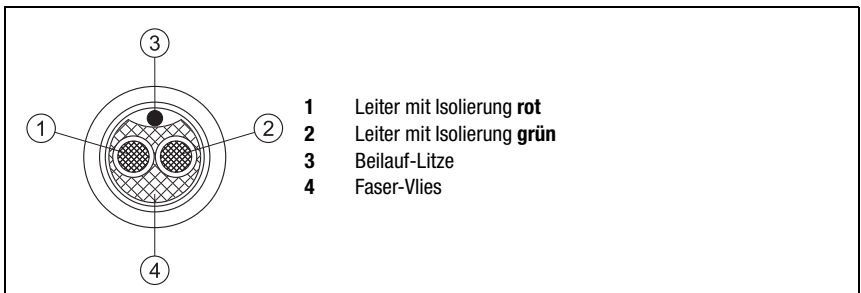 3
1
2
4
1 Leiter mit Isolierung rot
2 Leiter mit Isolierung grün
3 Beilauf-Litze
4 Faser-Vlies